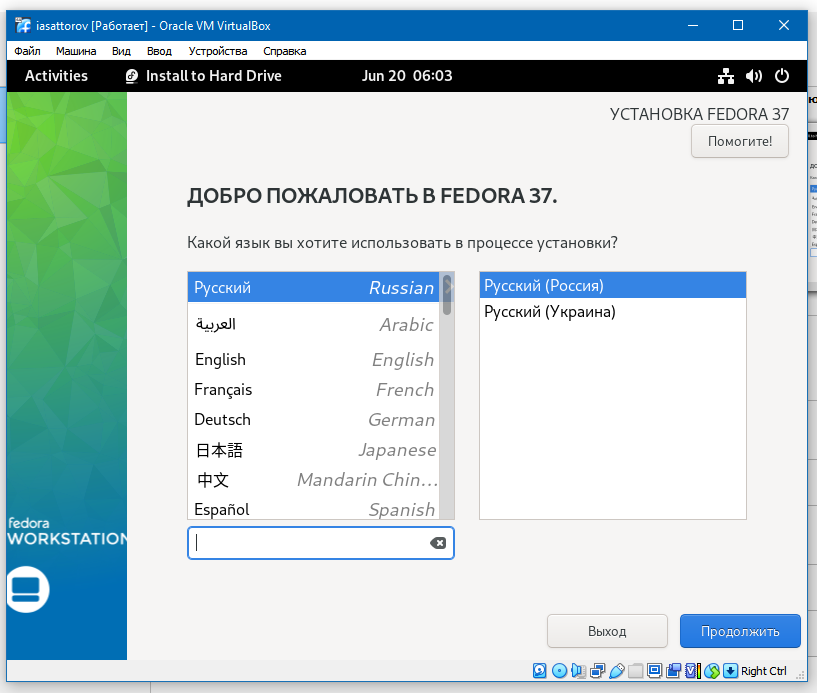 iasattorov [Работает] - Oracle VM VirtualBox
Файл Машина Вид Ввод Устройства Справка
Activities Install to Hard Drive Jun 20 06:03
УСТАНОВКА FEDORA 37
Помогите!
ДОБРО ПОЖАЛОВАТЬ В FEDORA 37.
Какой язык вы хотите использовать в процессе установки?
Русский Russian
العربية Arabic
English English
Français French
Deutsch German
日本語 Japanese
中文 Mandarin Chin...
Español Spanish
Русский (Россия)
Русский (Украина)
fedora
WORKSTATION
Выход Продолжить
Right Ctrl